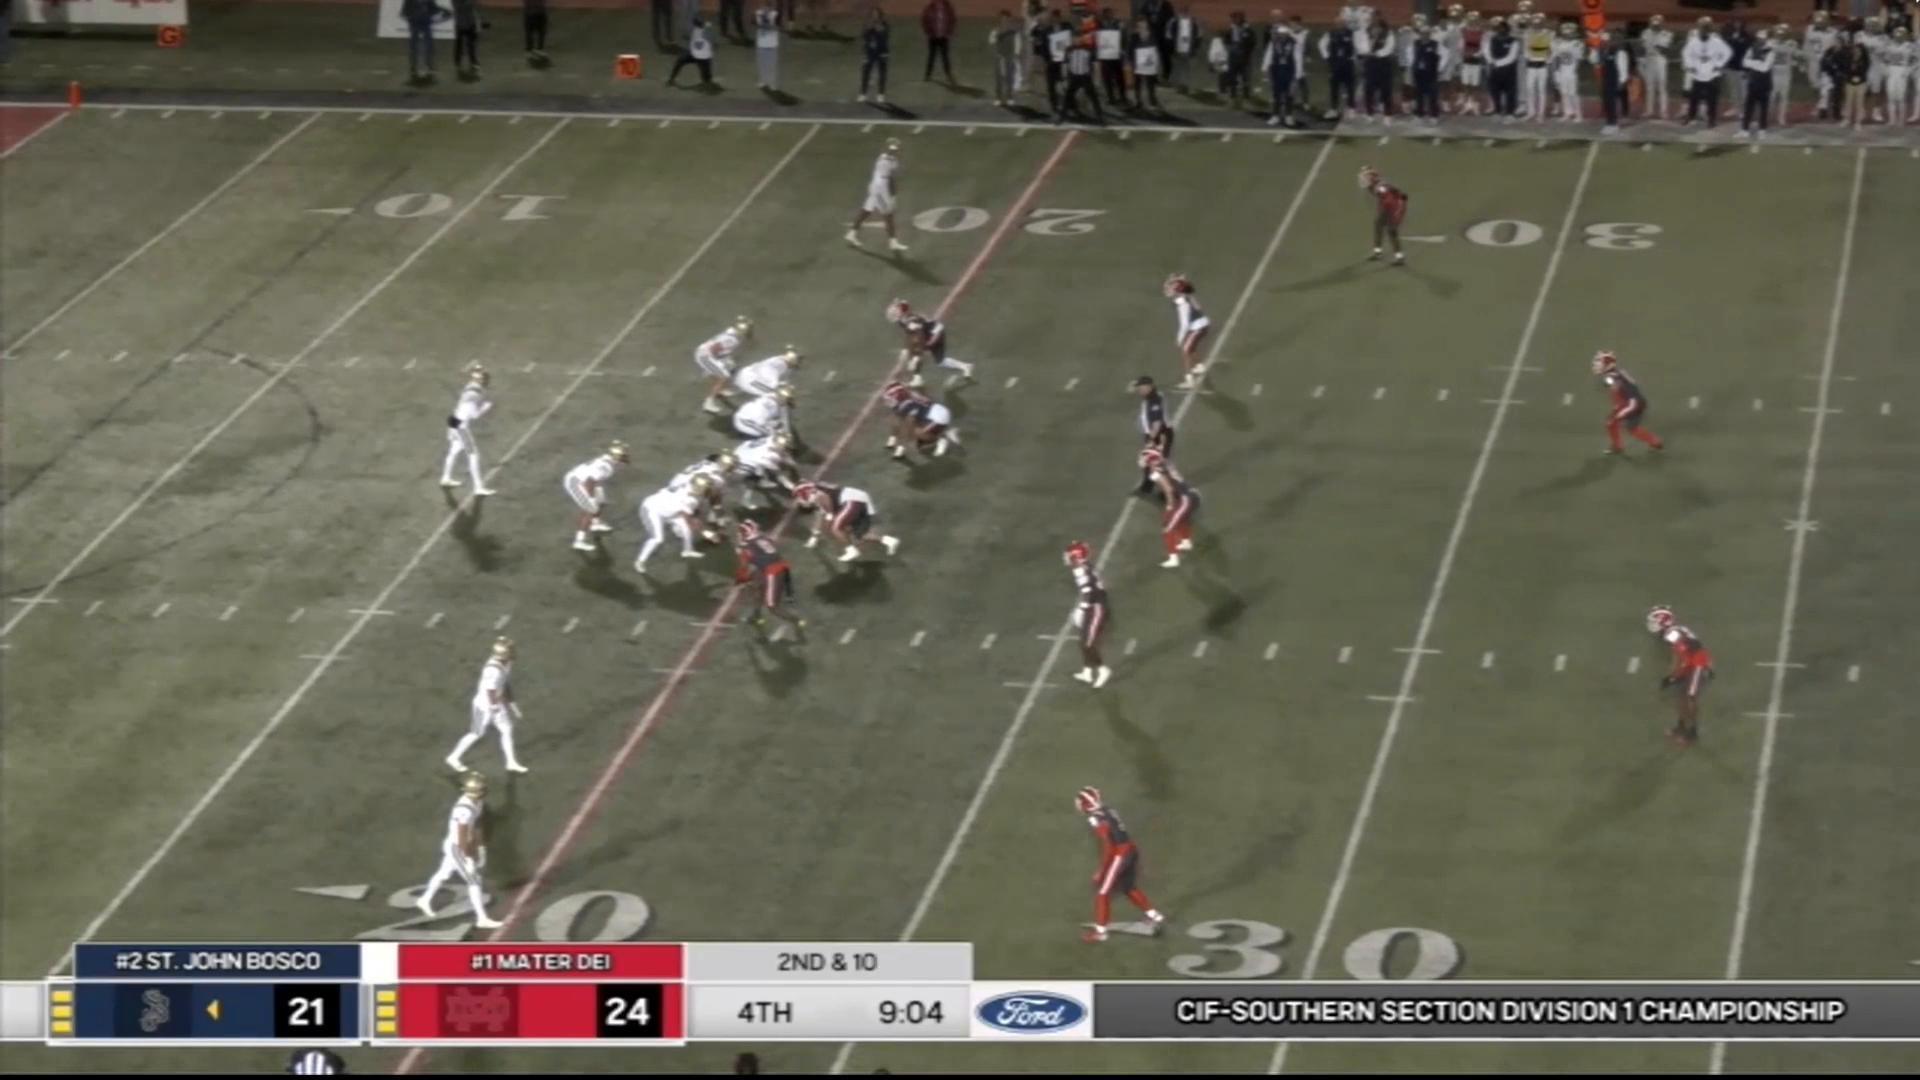 G
10
10
20
30
20
30
#2 ST. JOHN BOSCO
#1 MATER DEI
2ND & 10
21
24
4TH
9:04
Ford
CIF-SOUTHERN SECTION DIVISION 1 CHAMPIONSHIP